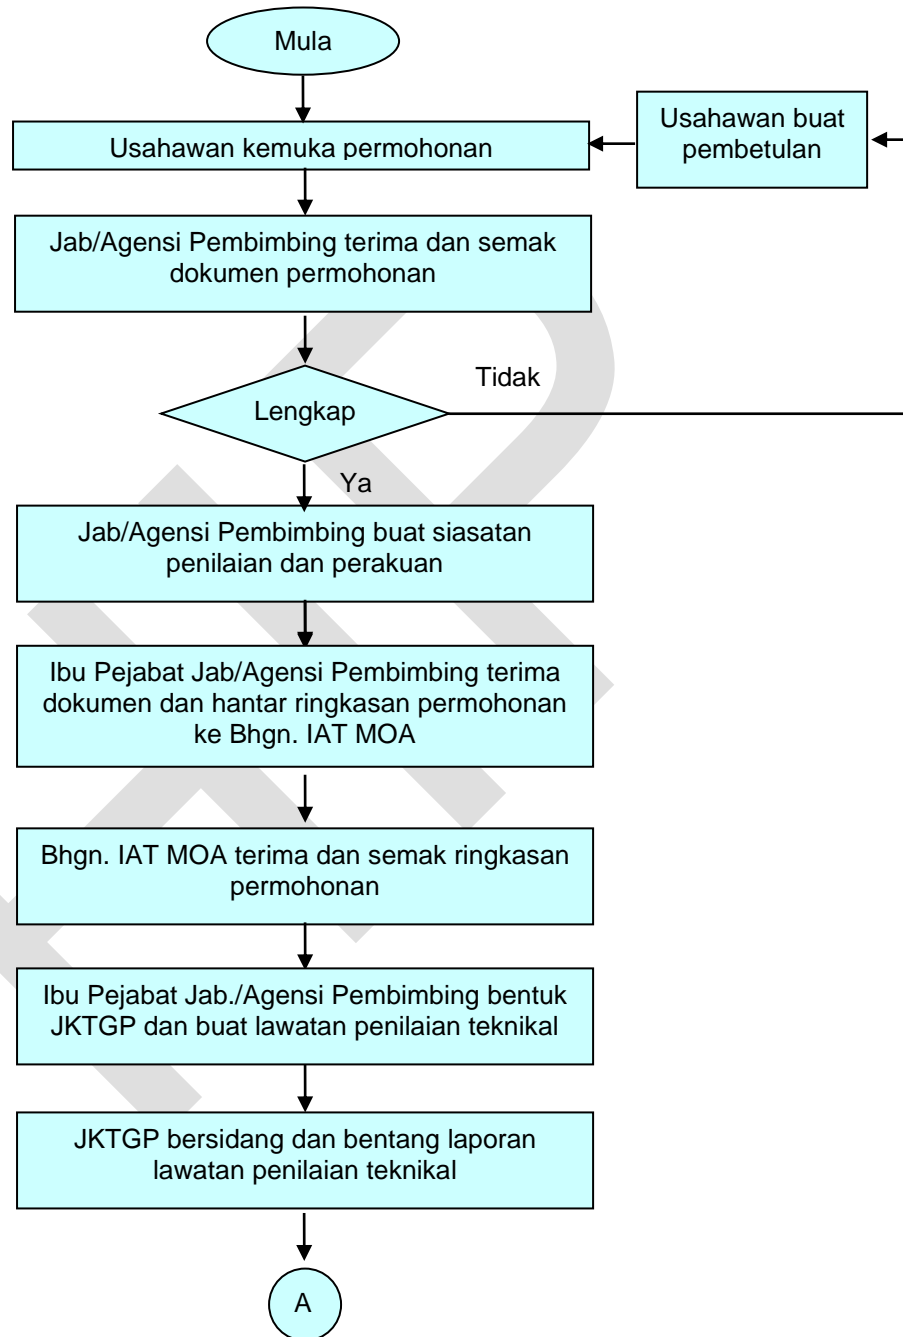 Mula
Usahawan buat
pembetulan
Usahawan kemuka permohonan
Jab/Agensi Pembimbing terima dan semak
dokumen permohonan
Tidak
Lengkap
Ya
Jab/Agensi Pembimbing buat siasatan
penilaian dan perakuan
Ibu Pejabat Jab/Agensi Pembimbing terima
dokumen dan hantar ringkasan permohonan
ke Bhgn. IAT MOA
Bhgn. IAT MOA terima dan semak ringkasan
permohonan
Ibu Pejabat Jab./Agensi Pembimbing bentuk
JKTGP dan buat lawatan penilaian teknikal
JKTGP bersidang dan bentang laporan
lawatan penilaian teknikal
A